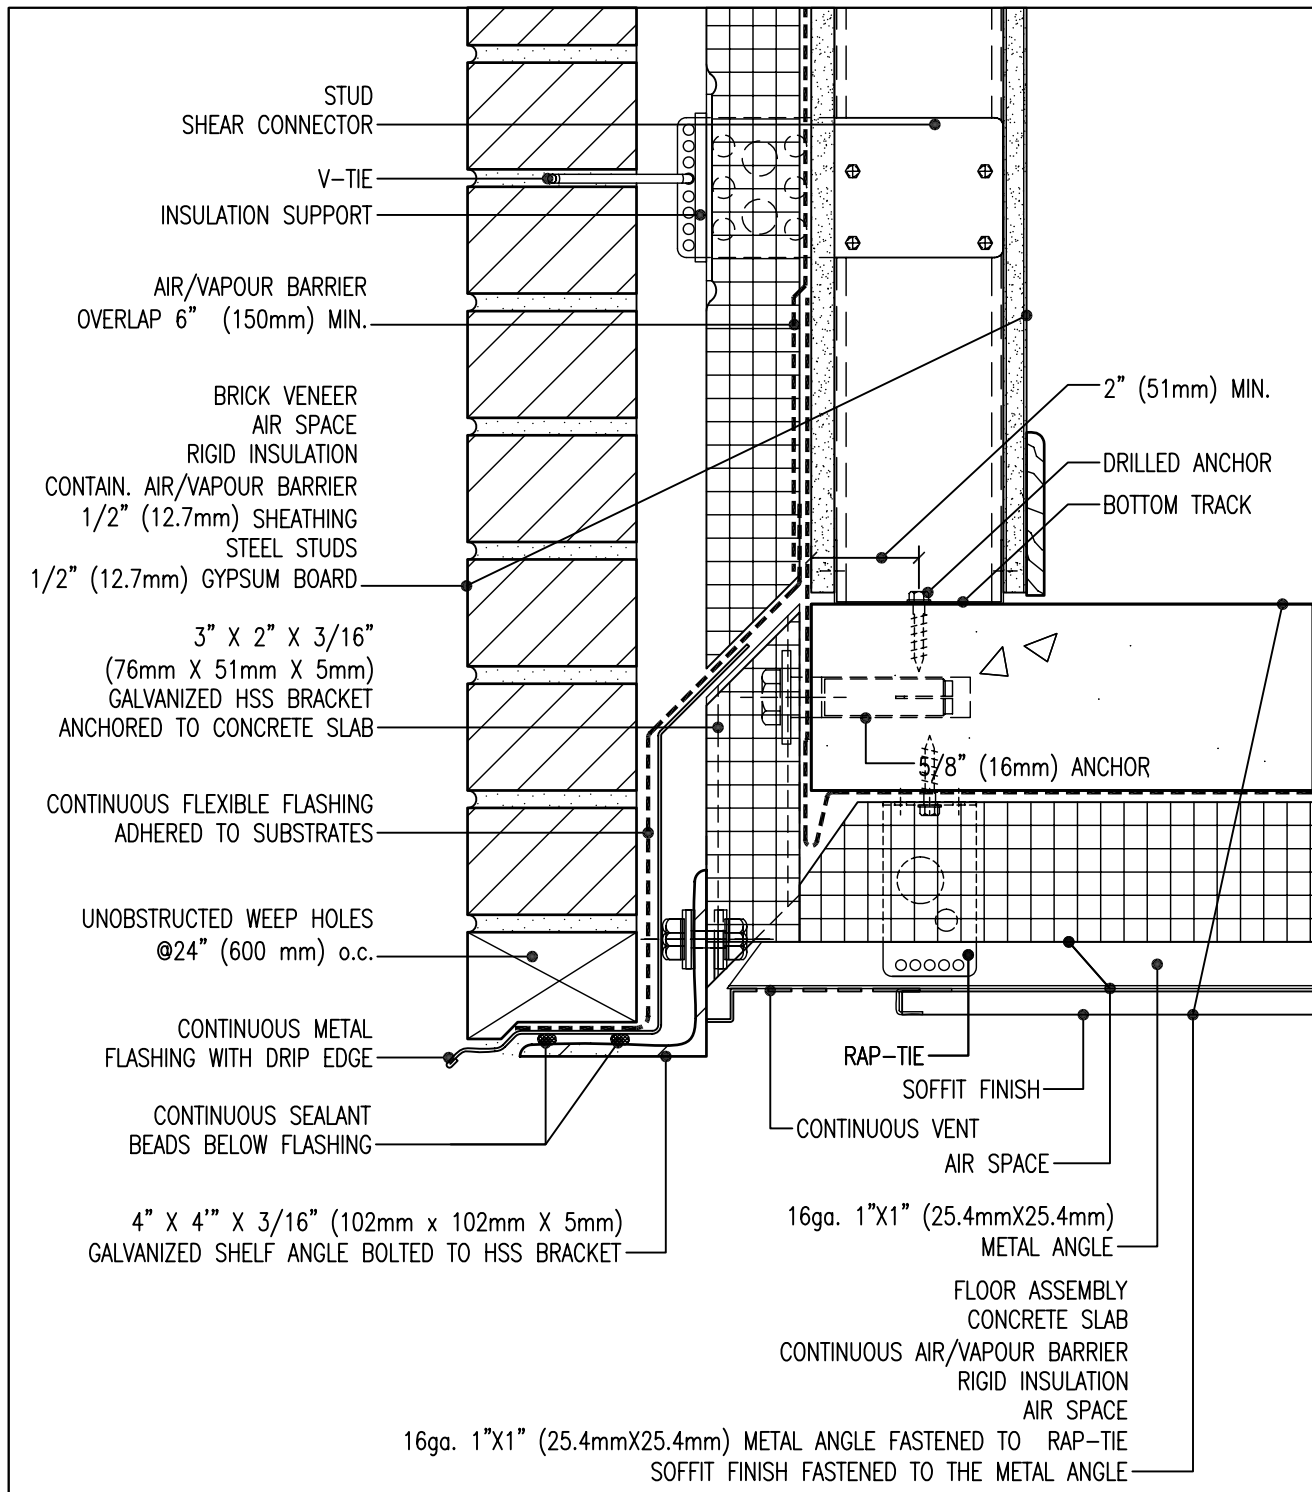 STUD
SHEAR CONNECTOR
V-TIE
INSULATION SUPPORT
AIR/VAPOUR BARRIER
OVERLAP 6" (150mm) MIN.
BRICK VENEER
AIR SPACE
RIGID INSULATION
CONTAIN. AIR/VAPOUR BARRIER
1/2" (12.7mm) SHEATHING
STEEL STUDS
1/2" (12.7mm) GYPSUM BOARD
3" X 2" X 3/16"
(76mm X 51mm X 5mm)
GALVANIZED HSS BRACKET
ANCHORED TO CONCRETE SLAB
CONTINUOUS FLEXIBLE FLASHING
ADHERED TO SUBSTRATES
UNOBSTRUCTED WEEP HOLES
@24" (600 mm) o.c.
CONTINUOUS METAL
FLASHING WITH DRIP EDGE
CONTINUOUS SEALANT
BEADS BELOW FLASHING
4" X 4'" X 3/16" (102mm x 102mm X 5mm)
GALVANIZED SHELF ANGLE BOLTED TO HSS BRACKET
2" (51mm) MIN.
DRILLED ANCHOR
BOTTOM TRACK
5/8" (16mm) ANCHOR
RAP-TIE
SOFFIT FINISH
CONTINUOUS VENT
AIR SPACE
16ga. 1"X1" (25.4mmX25.4mm)
METAL ANGLE
FLOOR ASSEMBLY
CONCRETE SLAB
CONTINUOUS AIR/VAPOUR BARRIER
RIGID INSULATION
AIR SPACE
16ga. 1"X1" (25.4mmX25.4mm) METAL ANGLE FASTENED TO RAP-TIE
SOFFIT FINISH FASTENED TO THE METAL ANGLE